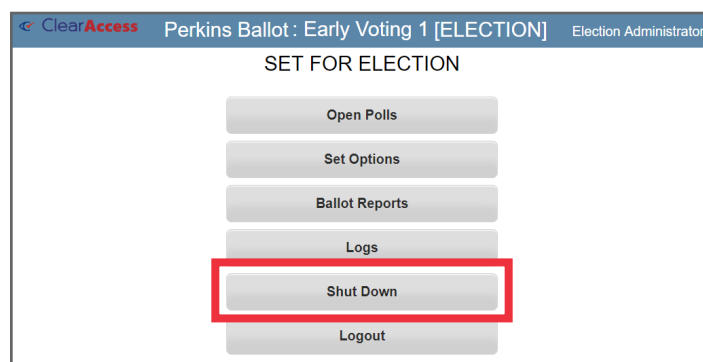 ClearAccess Perkins Ballot : Early Voting 1 [ELECTION] Election Administrator
SET FOR ELECTION
Open Polls
Set Options
Ballot Reports
Logs
Shut Down
Logout